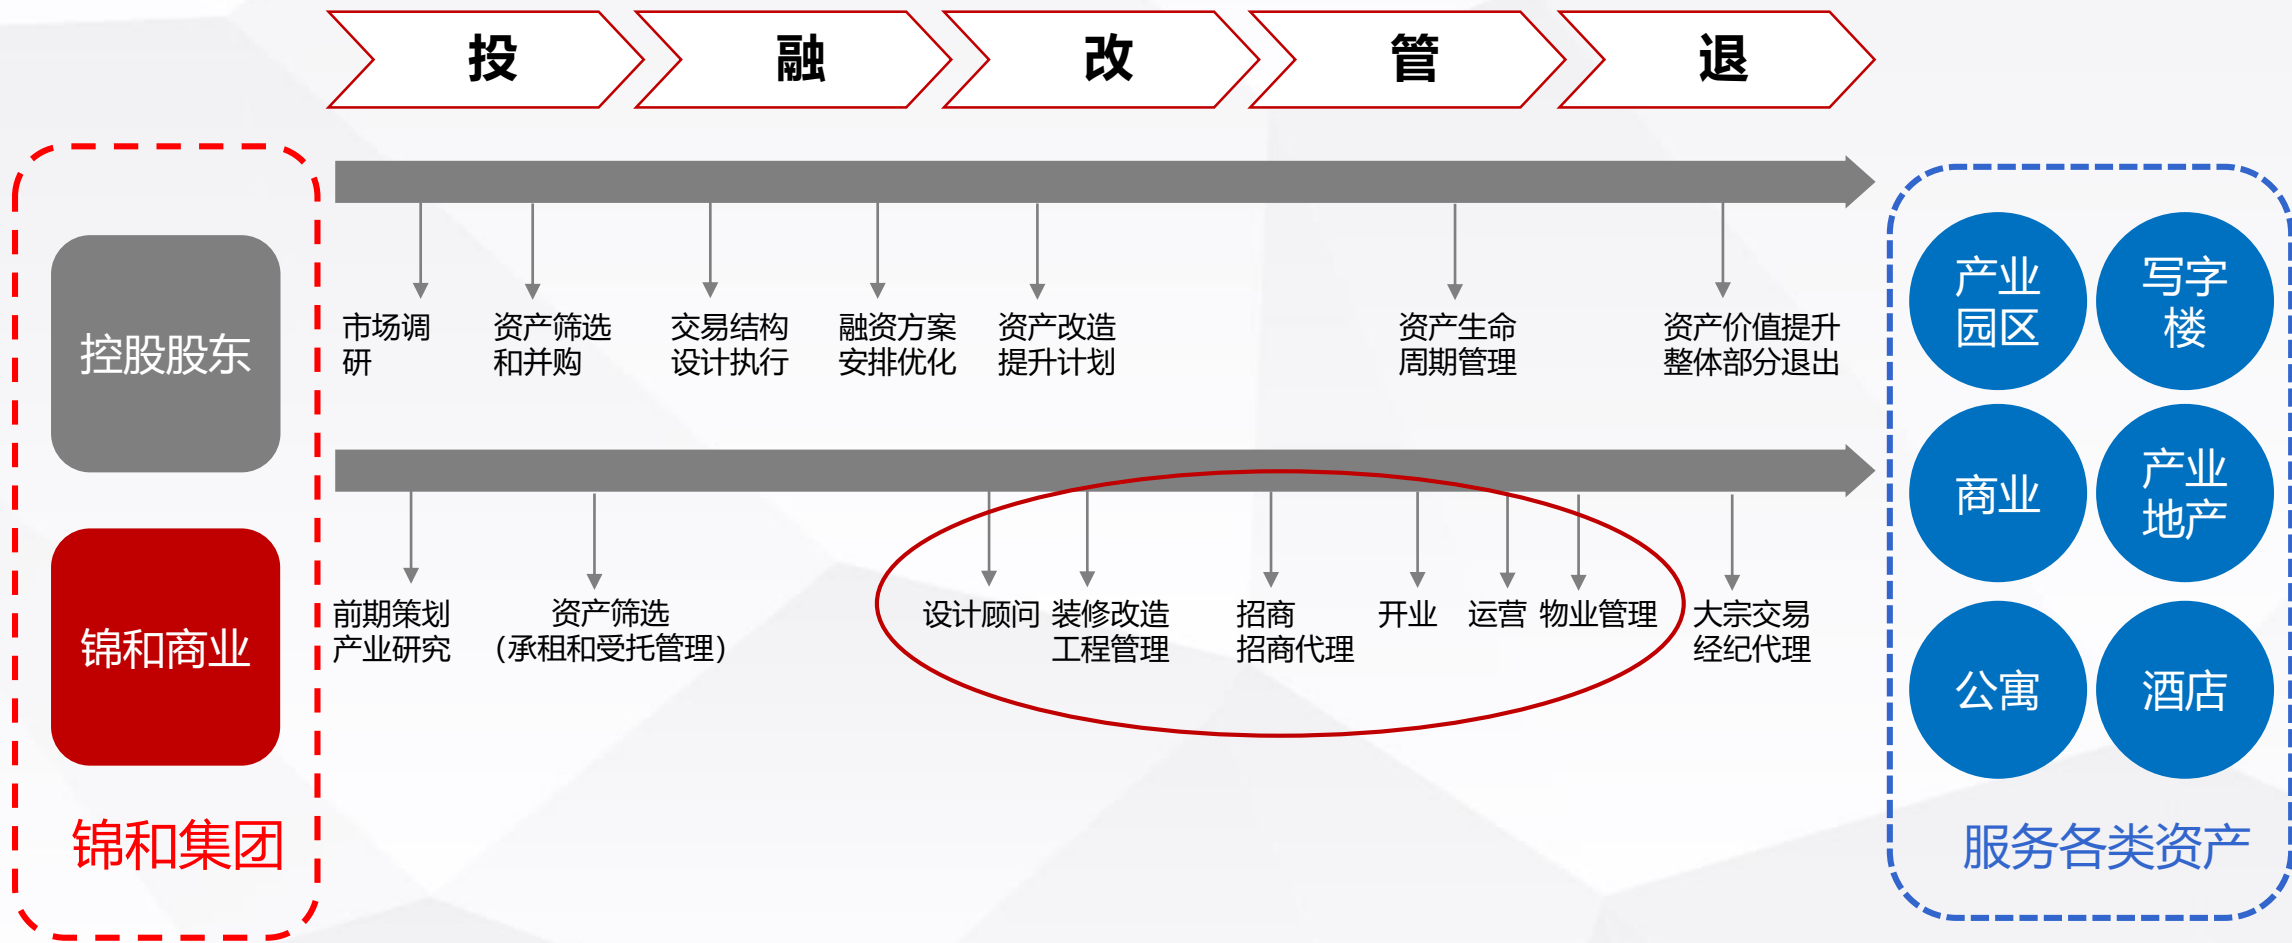 投
融
改
管
退
控股股东
市场调
研
资产筛选
和并购
交易结构
设计执行
融资方案
安排优化
资产改造
提升计划
资产生命
周期管理
资产价值提升
整体部分退出
锦和商业
前期策划
产业研究
资产筛选
（承租和受托管理）
设计顾问
装修改造
工程管理
招商
招商代理
开业
运营
物业管理
大宗交易
经纪代理
锦和集团
产业
园区
写字
楼
商业
产业
地产
公寓
酒店
服务各类资产